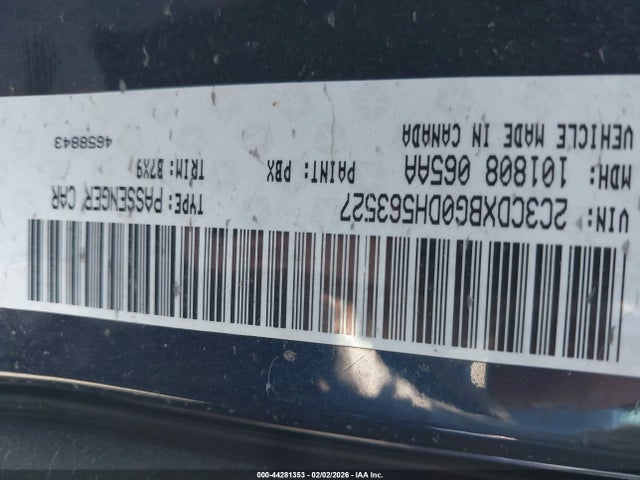 VIN: 2C3CDXBG0DH563527 TYPE: PASSENGER CAR
MDH: 101808 065AA PAINT: PBX TRIM: B7X9
VEHICLE MADE IN CANADA 4658843
000-44281353 - 02/02/2026 - IAA Inc.